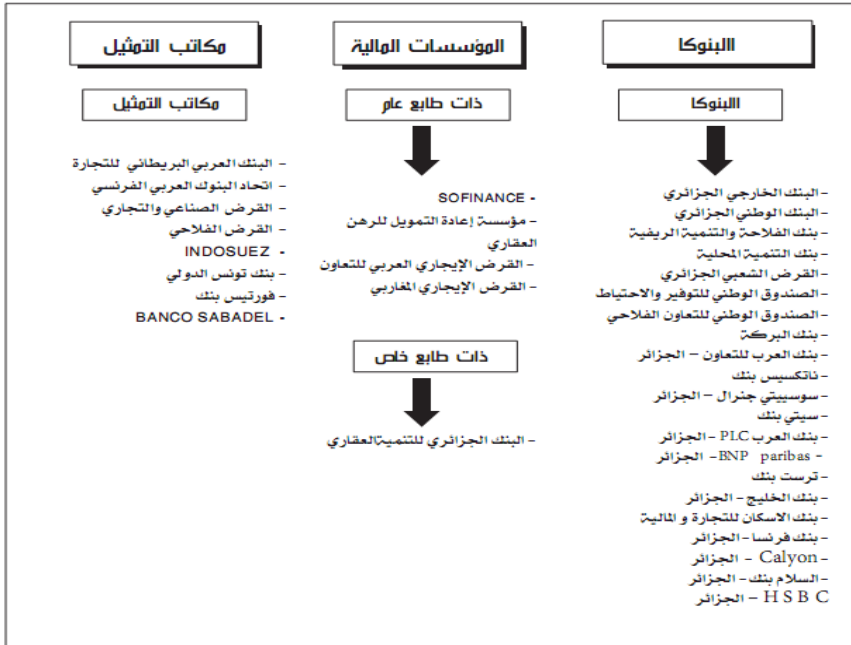 االبنوكا
االبنوكا
- البنك الخارجي الجزائري
- البنك الوطني الجزائري
- بنك الفلاحة والتنمية الريفية
- بنك التنمية المحلية
- القرض الشعبي الجزائري
- الصندوق الوطني للتوفير والاحتياط
- الصندوق الوطني للتعاون الفلاحي
- بنك البركة
- بنك العرب للتعاون – الجزائر
- ناتكسيس بنك
- سوسييتي جنرال – الجزائر
- سيتي بنك
- بنك العرب PLC - الجزائر
- BNP paribas- الجزائر
- ترست بنك
- بنك الخليج - الجزائر
- بنك الاسكان للتجارة و المالية
- بنك فرنسا - الجزائر
- Calyon - الجزائر
- السلام بنك - الجزائر
H S B C – الجزائر
المؤسسات المالية
ذات طابع عام
- SOFINANCE
- مؤسسة إعادة التمويل للرهن
العقاري
- القرض الإيجاري العربي للتعاون
- القرض الإيجاري المغاربي
ذات طابع خاص
- البنك الجزائري للتنميةالعقاري
مكاتب التمثيل
مكاتب التمثيل
- البنك العربي البريطاني للتجارة
- اتحاد البنوك العربي الفرنسي
- القرض الصناعي والتجاري
- القرض الفلاحي
- INDOSUEZ
- بنك تونس الدولي
- فورتيس بنك
- BANCO SABADEL